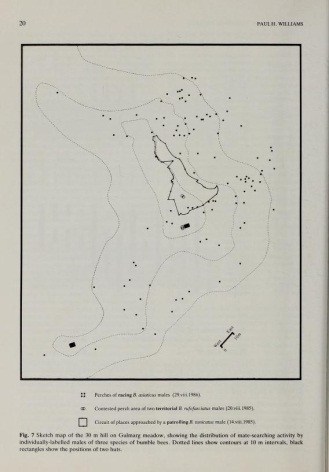 20
PAUL H. WILLIAMS
Perches of racing B. asiaticus males (29.vii.1986).
Contested perch area of two territorial B. rufofasciatus males (20.viii.1985).
Circuit of places approached by a patrolling B. simillimus male (14.viii.1985).
Fig. 7 Sketch map of the 30 m hill on Gulmarg meadow, showing the distribution of mate-searching activity by
individually-labelled males of three species of bumble bees. Dotted lines show contours at 10 m intervals, black
rectangles show the positions of two huts.